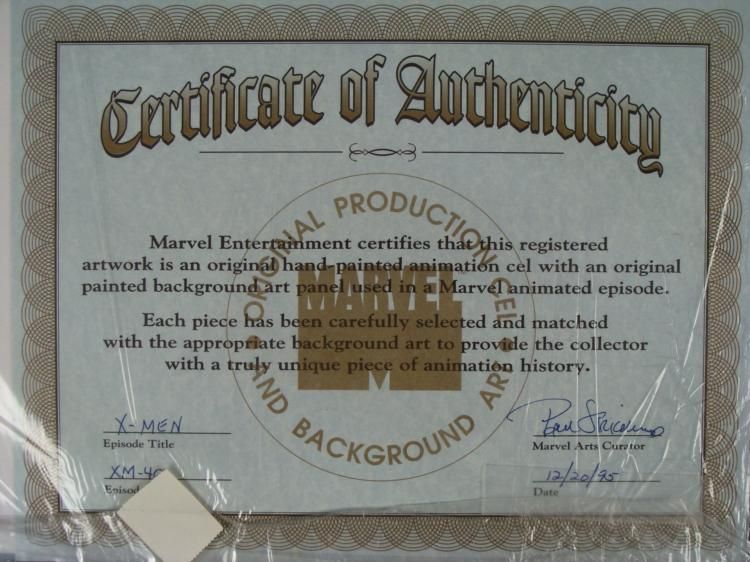 Certificate of Authenticity
ORIGINAL PRODUCTION CEL
AND BACKGROUND ART
MARVEL
M
Marvel Entertainment certifies that this registered
artwork is an original hand-painted animation cel with an original
painted background art panel used in a Marvel animated episode.
Each piece has been carefully selected and matched
with the appropriate background art to provide the collector
with a truly unique piece of animation history.
X-MEN
Episode Title
Marvel Arts Curator
XM-
12/20/95
Date